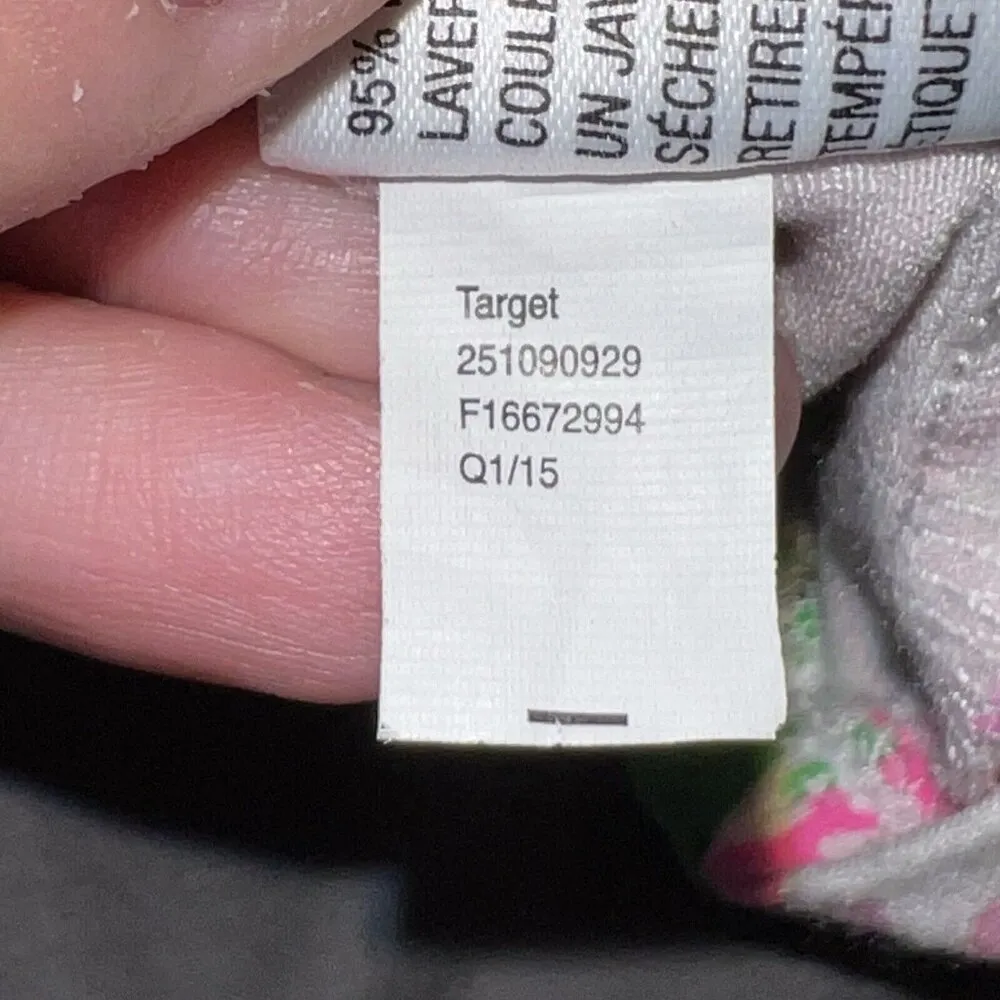 95%
LAVER
COULE
UN JAV
SÉCHER
RETIRER
TEMPÉR
TIQUE
Target
251090929
F16672994
Q1/15